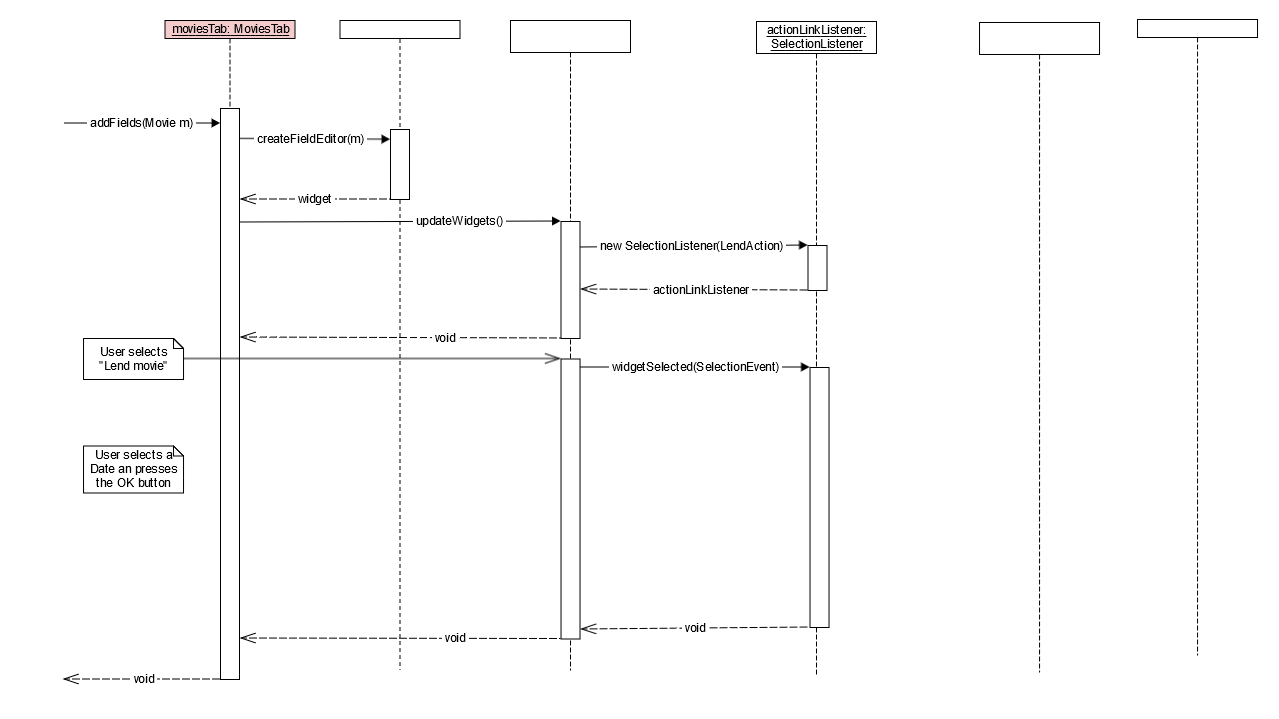 moviesTab: MoviesTab
actionLinkListener:
SelectionListener
addFields(Movie m)
createFieldEditor(m)
widget
updateWidgets()
new SelectionListener(LendAction)
actionLinkListener
void
User selects
"Lend movie"
widgetSelected(SelectionEvent)
User selects a
Date an presses
the OK button
void
void
void